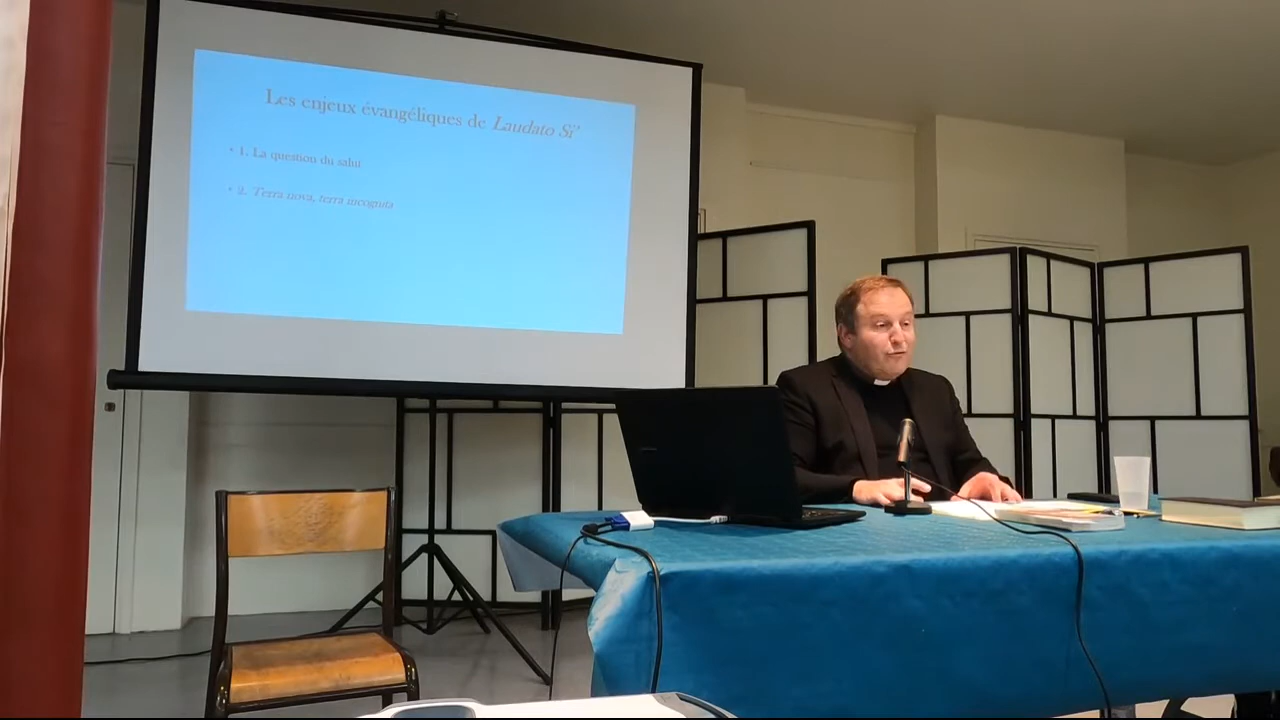 Les enjeux évangéliques de Laudato Si'
• 1. La question du salut
• 2. Terra nova, terra incognita